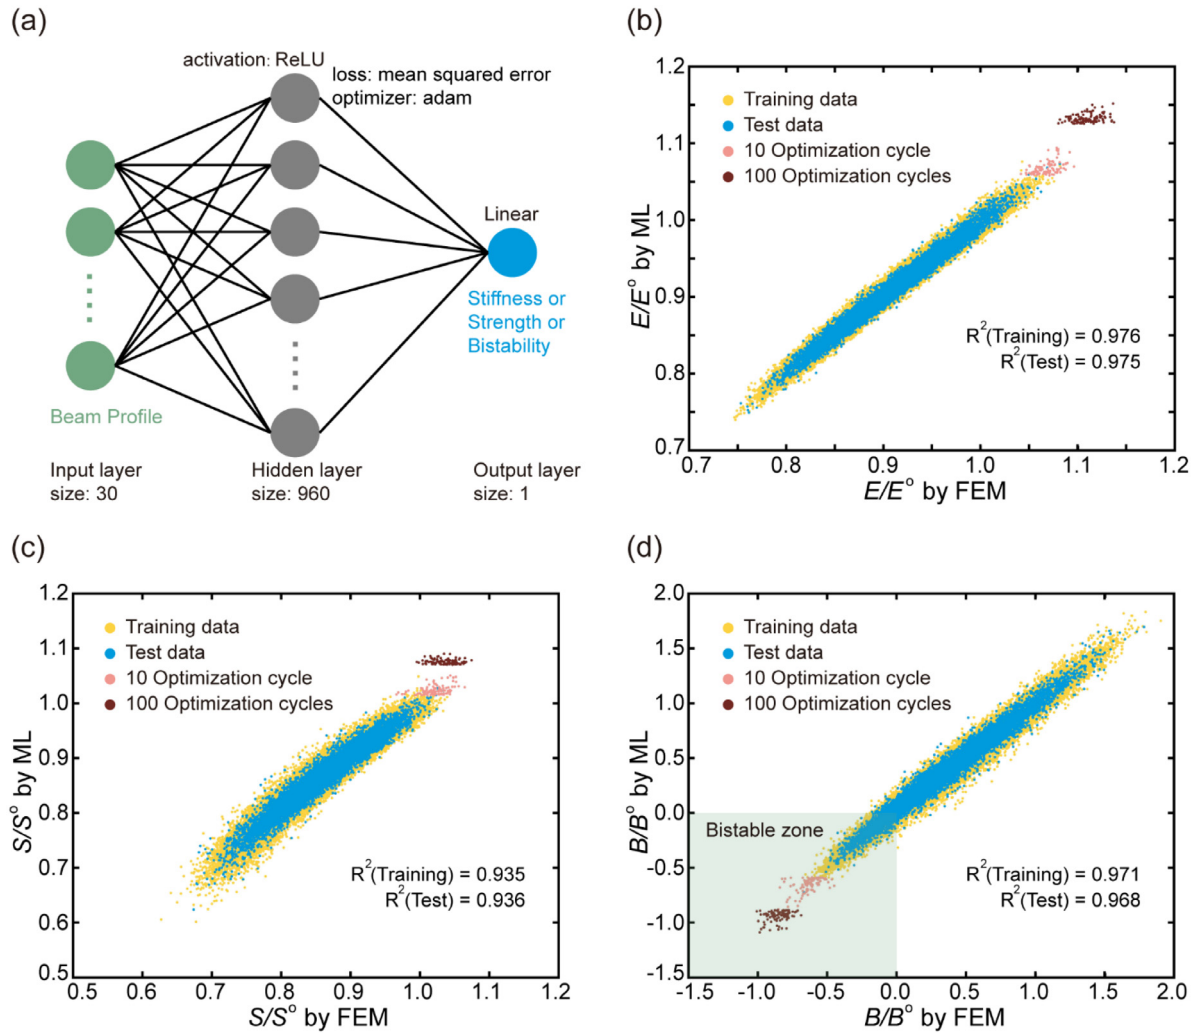 (a)
activation: ReLU
loss: mean squared error
optimizer: adam
Linear
Stiffness or
Strength or
Bistability
Beam Profile
Input layer
size: 30
Hidden layer
size: 960
Output layer
size: 1
(b)
1.2
1.1
1.0
0.9
0.8
0.7
E/E° by ML
Training data
Test data
10 Optimization cycle
100 Optimization cycles
R²(Training) = 0.976
R²(Test) = 0.975
0.7 0.8 0.9 1.0 1.1 1.2
E/E° by FEM
(c)
1.2
1.1
1.0
0.9
0.8
0.7
0.6
0.5
S/S° by ML
Training data
Test data
10 Optimization cycle
100 Optimization cycles
R²(Training) = 0.935
R²(Test) = 0.936
0.5 0.6 0.7 0.8 0.9 1.0 1.1 1.2
S/S° by FEM
(d)
2.0
1.5
1.0
0.5
0.0
-0.5
-1.0
-1.5
B/B° by ML
Training data
Test data
10 Optimization cycle
100 Optimization cycles
Bistable zone
R²(Training) = 0.971
R²(Test) = 0.968
-1.5 -1.0 -0.5 0.0 0.5 1.0 1.5 2.0
B/B° by FEM